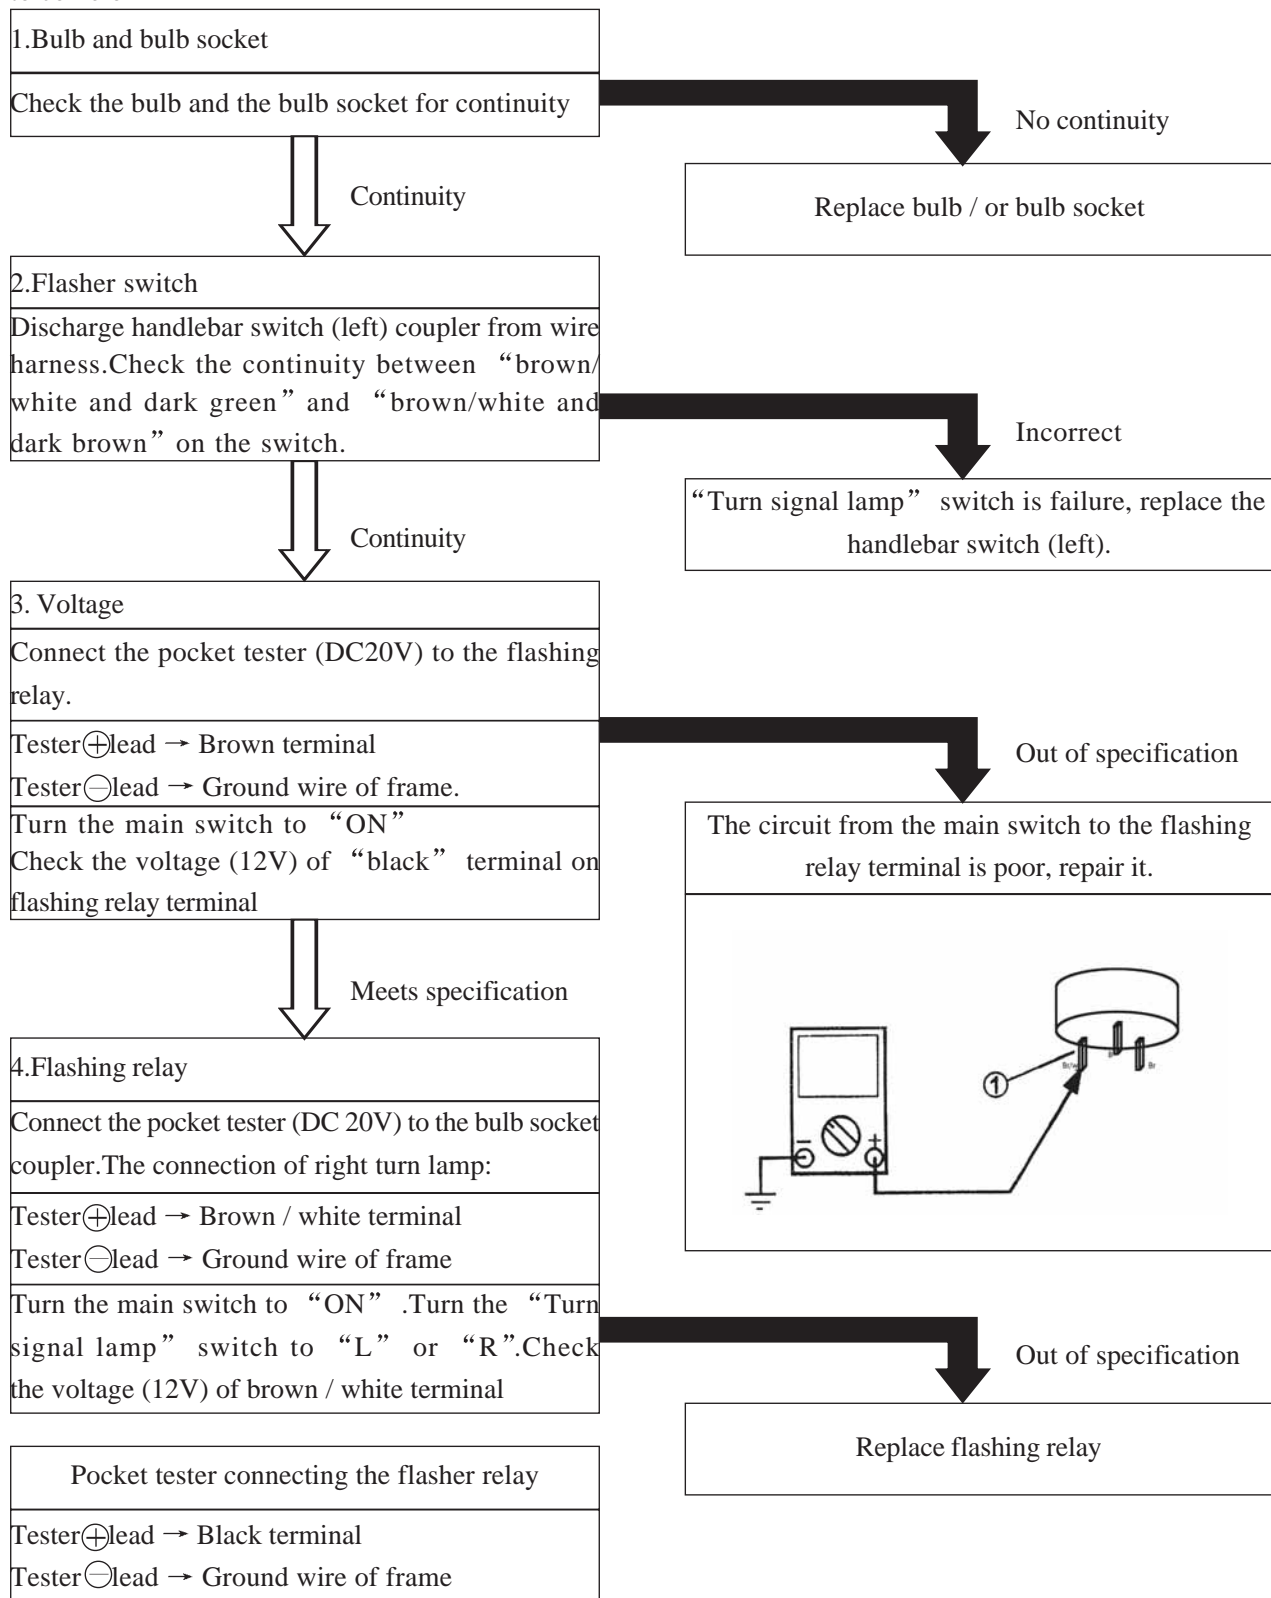 1.Bulb and bulb socket
Check the bulb and the bulb socket for continuity
No continuity
Continuity
Replace bulb / or bulb socket
2.Flasher switch
Discharge handlebar switch (left) coupler from wire
harness.Check the continuity between “brown/
white and dark green” and “brown/white and
dark brown” on the switch.
Incorrect
“Turn signal lamp” switch is failure, replace the
handlebar switch (left).
Continuity
3. Voltage
Connect the pocket tester (DC20V) to the flashing
relay.
Tester⊕lead → Brown terminal
Tester⊖lead → Ground wire of frame.
Turn the main switch to “ON”
Check the voltage (12V) of “black” terminal on
flashing relay terminal
Out of specification
The circuit from the main switch to the flashing
relay terminal is poor, repair it.
①
Br
− +
Meets specification
4.Flashing relay
Connect the pocket tester (DC 20V) to the bulb socket
coupler.The connection of right turn lamp:
Tester⊕lead → Brown / white terminal
Tester⊖lead → Ground wire of frame
Turn the main switch to “ON” .Turn the “Turn
signal lamp” switch to “L” or “R”.Check
the voltage (12V) of brown / white terminal
Out of specification
Replace flashing relay
Pocket tester connecting the flasher relay
Tester⊕lead → Black terminal
Tester⊖lead → Ground wire of frame